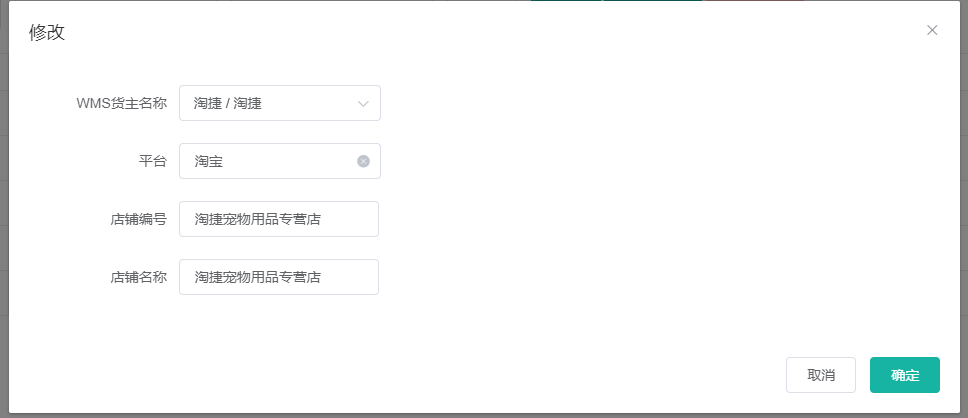 修改
WMS货主名称 淘捷 / 淘捷
平台 淘宝
店铺编号 淘捷宠物用品专营店
店铺名称 淘捷宠物用品专营店
取消 确定